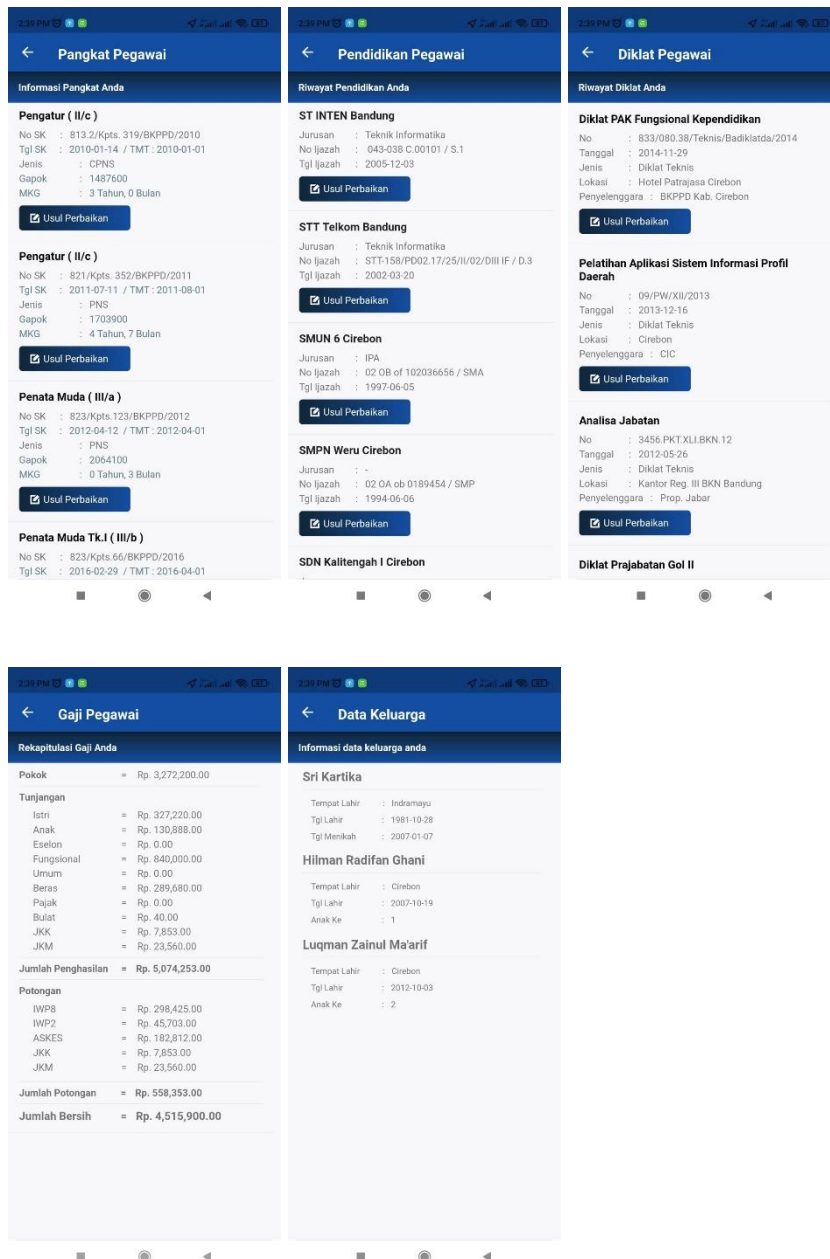 2:39 PM
Pangkat Pegawai
Informasi Pangkat Anda
Pengatur ( II/c )
No SK : 813.2/Kpts. 319/BKPPD/2010
Tgl SK : 2010-01-14 / TMT : 2010-01-01
Jenis : CPNS
Gapok : 1487600
MKG : 3 Tahun, 0 Bulan
Usul Perbaikan
Pengatur ( II/c )
No SK : 821/Kpts. 352/BKPPD/2011
Tgl SK : 2011-07-11 / TMT : 2011-08-01
Jenis : PNS
Gapok : 1703900
MKG : 4 Tahun, 7 Bulan
Usul Perbaikan
Penata Muda ( III/a )
No SK : 823/Kpts.123/BKPPD/2012
Tgl SK : 2012-04-12 / TMT : 2012-04-01
Jenis : PNS
Gapok : 2064100
MKG : 0 Tahun, 3 Bulan
Usul Perbaikan
Penata Muda Tk.I ( III/b )
No SK : 823/Kpts.66/BKPPD/2016
Tgl SK : 2016-02-29 / TMT : 2016-04-01
2:39 PM
Pendidikan Pegawai
Riwayat Pendidikan Anda
ST INTEN Bandung
Jurusan : Teknik Informatika
No Ijazah : 043-038 C.00101 / S.1
Tgl Ijazah : 2005-12-03
Usul Perbaikan
STT Telkom Bandung
Jurusan : Teknik Informatika
No Ijazah : STT-158/PD02.17/25/II/02/DIII IF / D.3
Tgl Ijazah : 2002-03-20
Usul Perbaikan
SMUN 6 Cirebon
Jurusan : IPA
No Ijazah : 02 OB of 102036656 / SMA
Tgl Ijazah : 1997-06-05
Usul Perbaikan
SMPN Weru Cirebon
Jurusan : -
No Ijazah : 02 OA ob 0189454 / SMP
Tgl Ijazah : 1994-06-06
Usul Perbaikan
SDN Kalitengah I Cirebon
2:39 PM
Diklat Pegawai
Riwayat Diklat Anda
Diklat PAK Fungsional Kependidikan
No : 833/080.38/Teknis/Badiklatda/2014
Tanggal : 2014-11-29
Jenis : Diklat Teknis
Lokasi : Hotel Patrajasa Cirebon
Penyelenggara : BKPPD Kab. Cirebon
Usul Perbaikan
Pelatihan Aplikasi Sistem Informasi Profil
Daerah
No : 09/PW/XII/2013
Tanggal : 2013-12-16
Jenis : Diklat Teknis
Lokasi : Cirebon
Penyelenggara : CIC
Usul Perbaikan
Analisa Jabatan
No : 3456.PKT.XLI.BKN.12
Tanggal : 2012-05-26
Jenis : Diklat Teknis
Lokasi : Kantor Reg. III BKN Bandung
Penyelenggara : Prop. Jabar
Usul Perbaikan
Diklat Prajabatan Gol II
2:39 PM
Gaji Pegawai
Rekapitulasi Gaji Anda
Pokok = Rp. 3,272,200.00
Tunjangan
Istri = Rp. 327,220.00
Anak = Rp. 130,888.00
Eselon = Rp. 0.00
Fungsional = Rp. 840,000.00
Umum = Rp. 0.00
Beras = Rp. 289,680.00
Pajak = Rp. 0.00
Bulat = Rp. 40.00
JKK = Rp. 7,853.00
JKM = Rp. 23,560.00
Jumlah Penghasilan = Rp. 5,074,253.00
Potongan
IWP8 = Rp. 298,425.00
IWP2 = Rp. 45,703.00
ASKES = Rp. 182,812.00
JKK = Rp. 7,853.00
JKM = Rp. 23,560.00
Jumlah Potongan = Rp. 558,353.00
Jumlah Bersih = Rp. 4,515,900.00
2:39 PM
Data Keluarga
Informasi data keluarga anda
Sri Kartika
Tempat Lahir : Indramayu
Tgl Lahir : 1981-10-28
Tgl Menikah : 2007-01-07
Hilman Radifan Ghani
Tempat Lahir : Cirebon
Tgl Lahir : 2007-10-19
Anak Ke : 1
Luqman Zainul Ma'arif
Tempat Lahir : Cirebon
Tgl Lahir : 2012-10-03
Anak Ke : 2